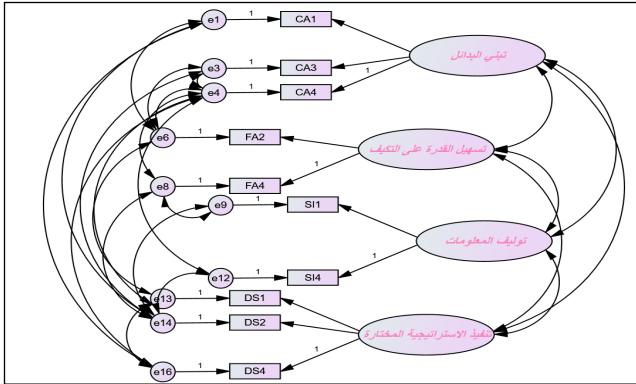 e1 1 CA1
تبني البدائل
e3 1 CA3
e4 1 CA4 1
e6 1 FA2
تسهيل القدرة على التكيف
e8 1 FA4 1
e9 1 SI1
توليف المعلومات
e12 1 SI4 1
e13 1 DS1
e14 1 DS2
تنفيذ الاستراتيجية المختارة
e16 1 DS4 1